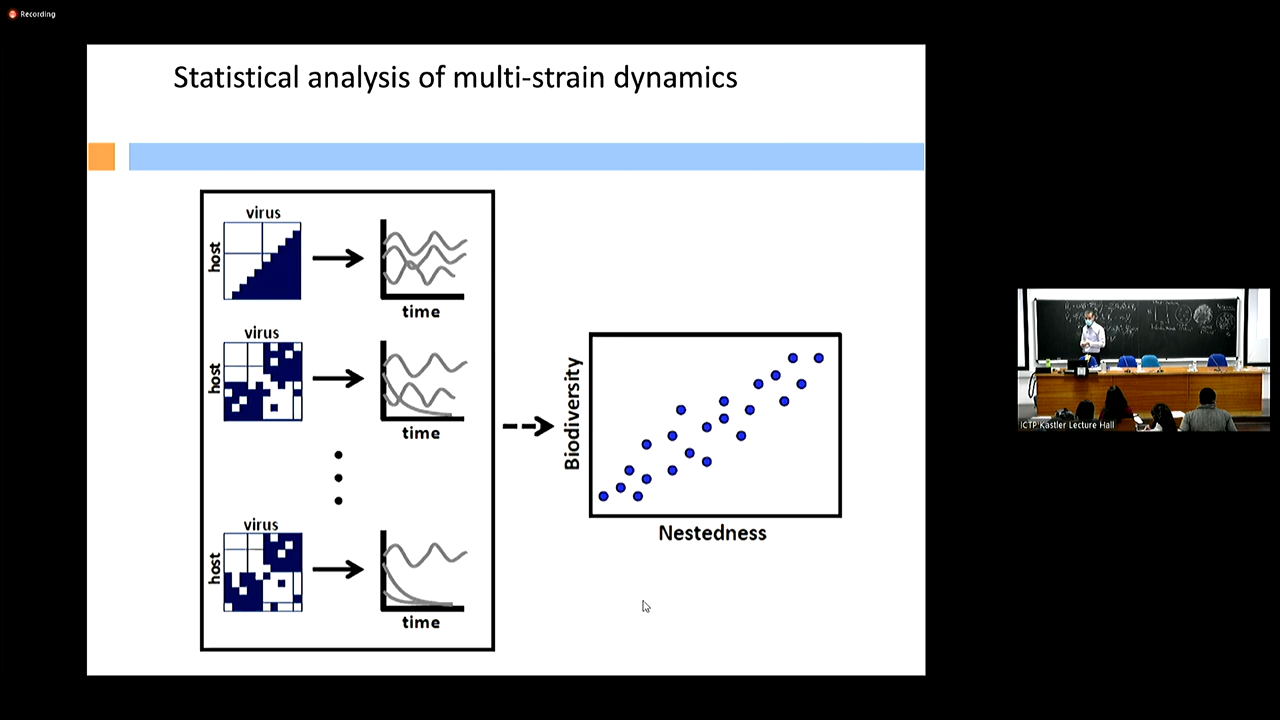 Recording
Statistical analysis of multi-strain dynamics
virus
host
time
virus
host
time
virus
host
time
Biodiversity
Nestedness
ICTP Kastler Lecture Hall